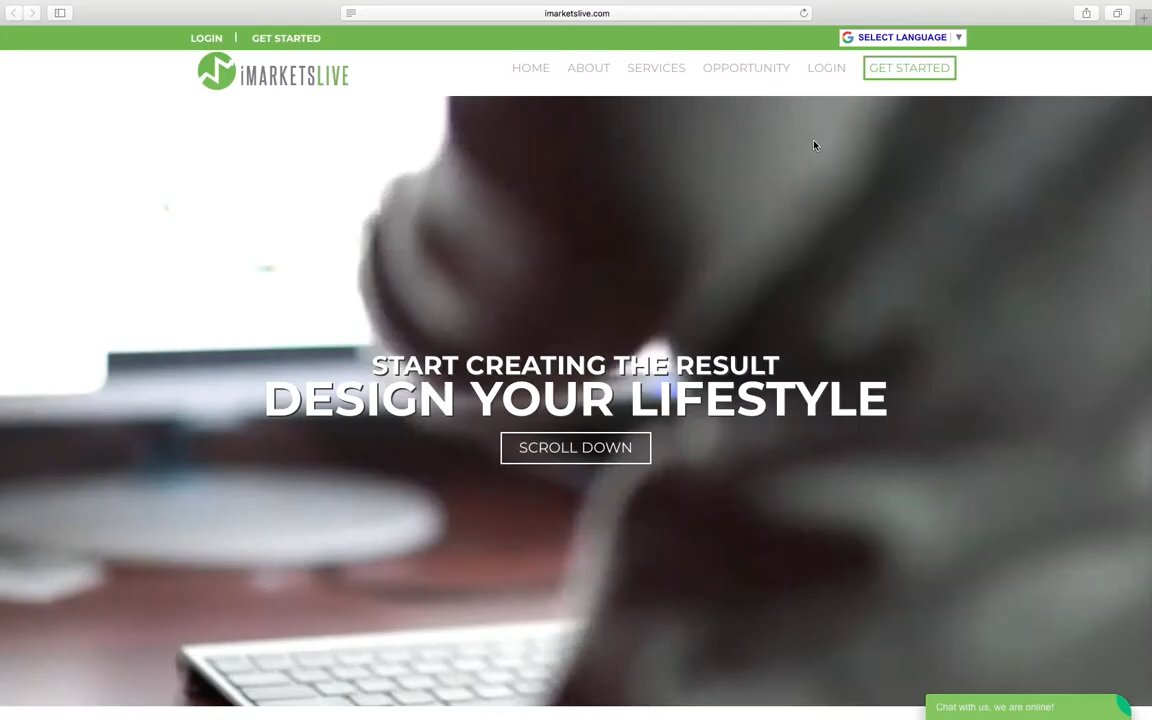 imarketslive.com
LOGIN | GET STARTED
SELECT LANGUAGE ▼
iMARKETSLIVE
HOME ABOUT SERVICES OPPORTUNITY LOGIN GET STARTED
START CREATING THE RESULT
DESIGN YOUR LIFESTYLE
SCROLL DOWN
Chat with us, we are online!